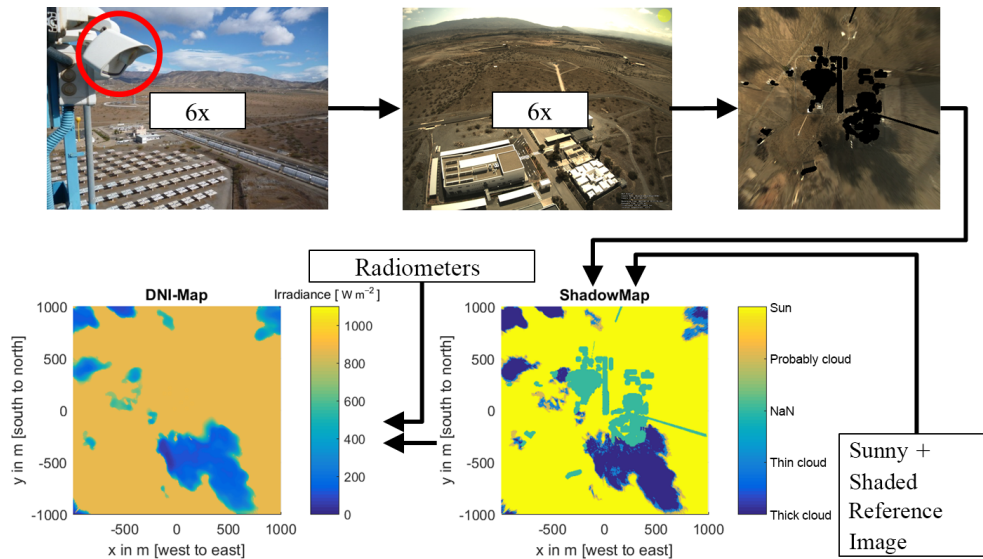 6x
6x
Radiometers
DNI-Map
Irradiance [ W m⁻² ]
1000
500
0
-500
-1000
y in m [south to north]
-500
0
500
1000
x in m [west to east]
1000
800
600
400
200
0
ShadowMap
1000
500
0
-500
-1000
y in m [south to north]
-500
0
500
1000
x in m [west to east]
Sun
Probably cloud
NaN
Thin cloud
Thick cloud
Sunny +
Shaded
Reference
Image